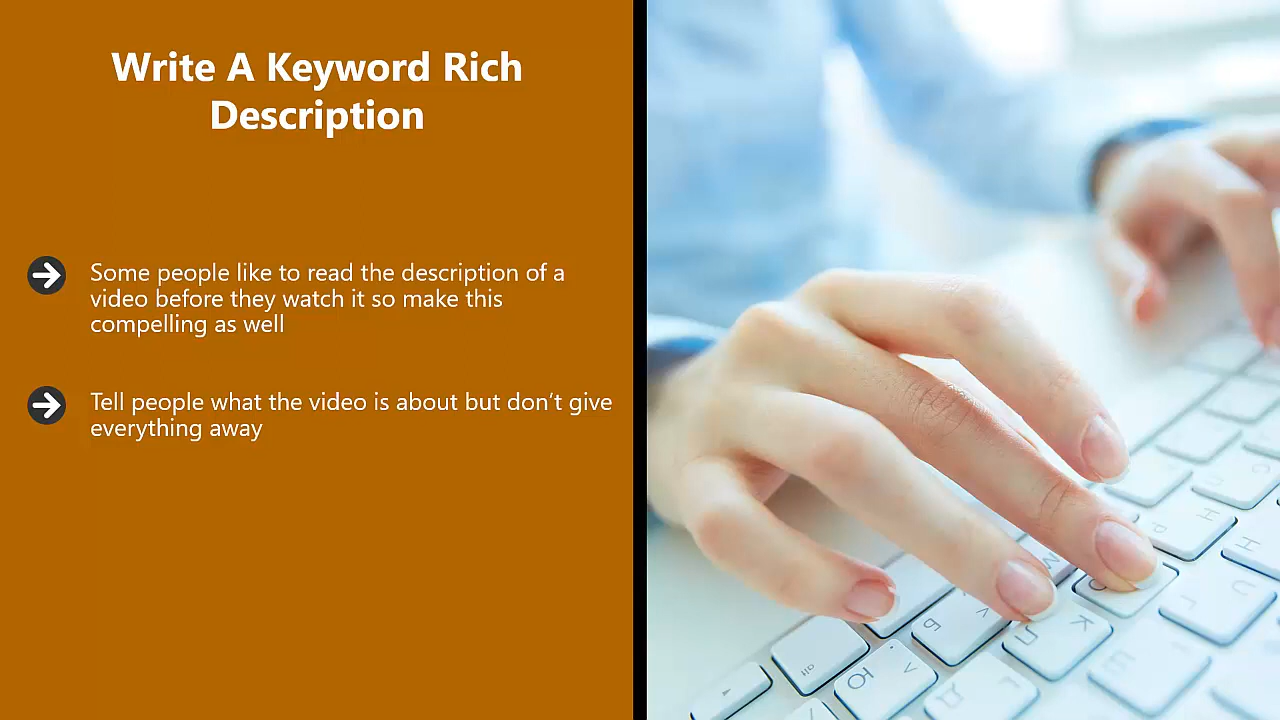 Write A Keyword Rich
Description
Some people like to read the description of a
video before they watch it so make this
compelling as well
Tell people what the video is about but don’t give
everything away